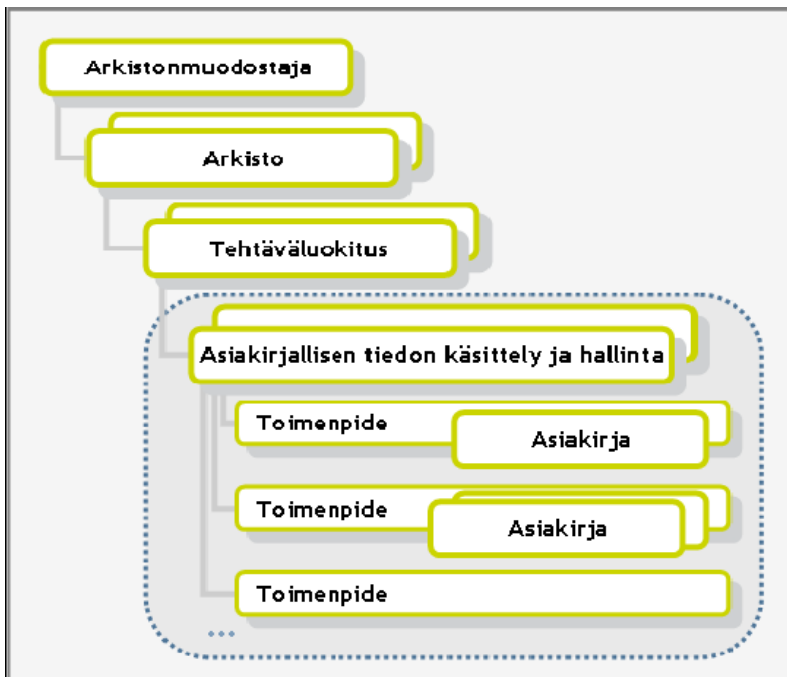 Arkistonmuodostaja
Arkisto
Tehtäväluokitus
Asiakirjallisen tiedon käsittely ja hallinta
Toimenpide
Asiakirja
Toimenpide
Asiakirja
Toimenpide
...